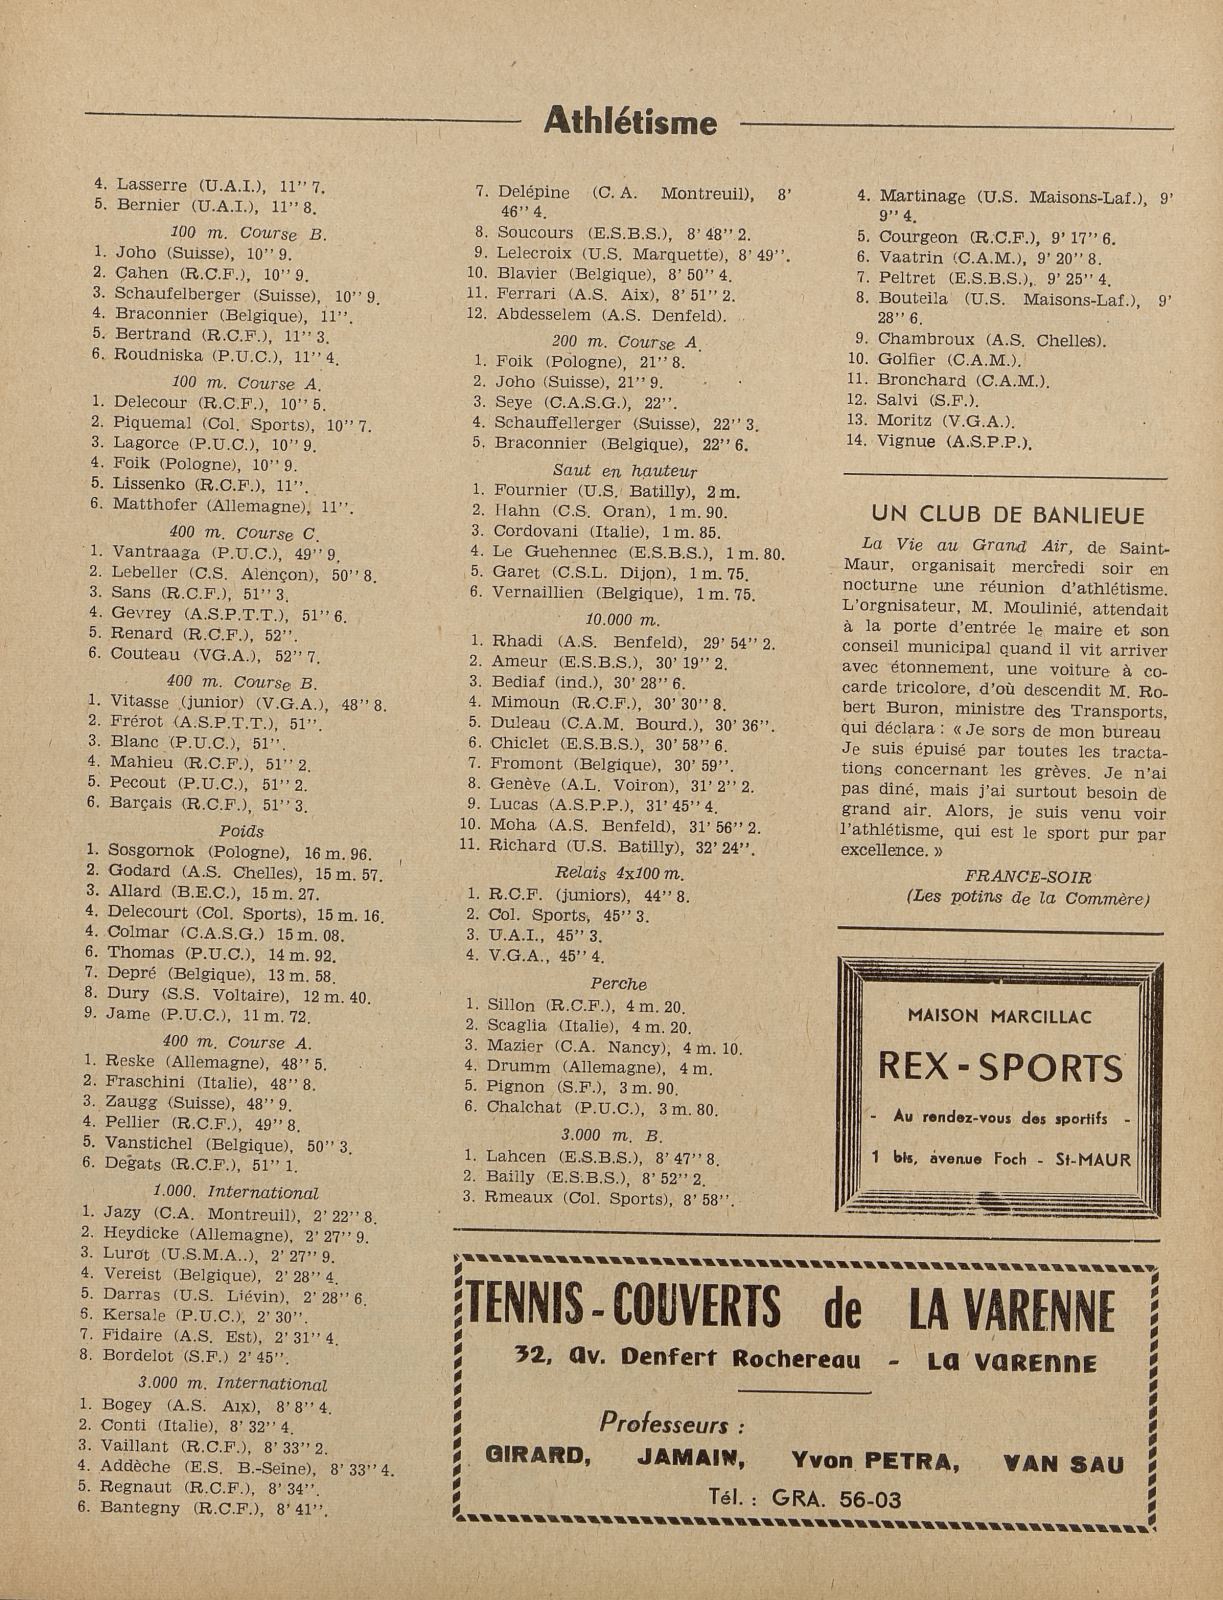 Athlétisme
4. Lasserre (U.A.I.), 11'' 7.
5. Bernier (U.A.I.), 11'' 8.
100 m. Course B.
1. Joho (Suisse), 10'' 9.
2. Cahen (R.C.F.), 10'' 9.
3. Schaufelberger (Suisse), 10'' 9.
4. Braconnier (Belgique), 11''.
5. Bertrand (R.C.F.), 11'' 3.
6. Roudniska (P.U.C.), 11'' 4.
100 m. Course A.
1. Delecour (R.C.F.), 10'' 5.
2. Piquemal (Col. Sports), 10'' 7.
3. Lagorce (P.U.C.), 10'' 9.
4. Foik (Pologne), 10'' 9.
5. Lissenko (R.C.F.), 11''.
6. Matthofer (Allemagne), 11''.
400 m. Course C.
1. Vantraaga (P.U.C.), 49'' 9.
2. Lebeller (C.S. Alençon), 50'' 8.
3. Sans (R.C.F.), 51'' 3.
4. Gevrey (A.S.P.T.T.), 51'' 6.
5. Renard (R.C.F.), 52''.
6. Couteau (VG.A.), 52'' 7.
400 m. Course B.
1. Vitasse (junior) (V.G.A.), 48'' 8.
2. Frérot (A.S.P.T.T.), 51''.
3. Blanc (P.U.C.), 51''.
4. Mahieu (R.C.F.), 51'' 2.
5. Pecout (P.U.C.), 51'' 2.
6. Barçais (R.C.F.), 51'' 3.
Poids
1. Sosgornok (Pologne), 16 m. 96.
2. Godard (A.S. Chelles), 15 m. 57.
3. Allard (B.E.C.), 15 m. 27.
4. Delecourt (Col. Sports), 15 m. 16.
4. Colmar (C.A.S.G.) 15 m. 08.
6. Thomas (P.U.C.), 14 m. 92.
7. Depré (Belgique), 13 m. 58.
8. Dury (S.S. Voltaire), 12 m. 40.
9. Jame (P.U.C.), 11 m. 72.
400 m. Course A.
1. Reske (Allemagne), 48'' 5.
2. Fraschini (Italie), 48'' 8.
3. Zaugg (Suisse), 48'' 9.
4. Pellier (R.C.F.), 49'' 8.
5. Vanstichel (Belgique), 50'' 3.
6. Degats (R.C.F.), 51'' 1.
1.000. International
1. Jazy (C.A. Montreuil), 2' 22'' 8.
2. Heydicke (Allemagne), 2' 27'' 9.
3. Lurot (U.S.M.A..), 2' 27'' 9.
4. Vereist (Belgique), 2' 28'' 4.
5. Darras (U.S. Liévin), 2' 28'' 6.
6. Kersale (P.U.C.), 2' 30''.
7. Fidaire (A.S. Est), 2' 31'' 4.
8. Bordelot (S.F.) 2' 45''.
3.000 m. International
1. Bogey (A.S. Aix), 8' 8'' 4.
2. Conti (Italie), 8' 32'' 4.
3. Vaillant (R.C.F.), 8' 33'' 2.
4. Addèche (E.S. B.-Seine), 8' 33'' 4.
5. Regnaut (R.C.F.), 8' 34''.
6. Bantegny (R.C.F.), 8' 41''.
7. Delépine (C. A. Montreuil), 8'
46'' 4.
8. Soucours (E.S.B.S.), 8' 48'' 2.
9. Lelecroix (U.S. Marquette), 8' 49''.
10. Blavier (Belgique), 8' 50'' 4.
11. Ferrari (A.S. Aix), 8' 51'' 2.
12. Abdesselem (A.S. Denfeld).
200 m. Course A.
1. Foik (Pologne), 21'' 8.
2. Joho (Suisse), 21'' 9.
3. Seye (C.A.S.G.), 22''.
4. Schauffellerger (Suisse), 22'' 3.
5. Braconnier (Belgique), 22'' 6.
Saut en hauteur
1. Fournier (U.S. Batilly), 2 m.
2. Hahn (C.S. Oran), 1 m. 90.
3. Cordovani (Italie), 1 m. 85.
4. Le Guehennec (E.S.B.S.), 1 m. 80.
5. Garet (C.S.L. Dijon), 1 m. 75.
6. Vernaillien (Belgique), 1 m. 75.
10.000 m.
1. Rhadi (A.S. Benfeld), 29' 54'' 2.
2. Ameur (E.S.B.S.), 30' 19'' 2.
3. Bediaf (ind.), 30' 28'' 6.
4. Mimoun (R.C.F.), 30' 30'' 8.
5. Duleau (C.A.M. Bourd.), 30' 36''.
6. Chiclet (E.S.B.S.), 30' 58'' 6.
7. Fromont (Belgique), 30' 59''.
8. Genève (A.L. Voiron), 31' 2'' 2.
9. Lucas (A.S.P.P.), 31' 45'' 4.
10. Moha (A.S. Benfeld), 31' 56'' 2.
11. Richard (U.S. Batilly), 32' 24''.
Relais 4x100 m.
1. R.C.F. (juniors), 44'' 8.
2. Col. Sports, 45'' 3.
3. U.A.I., 45'' 3.
4. V.G.A., 45'' 4.
Perche
1. Sillon (R.C.F.), 4 m. 20.
2. Scaglia (Italie), 4 m. 20.
3. Mazier (C.A. Nancy), 4 m. 10.
4. Drumm (Allemagne), 4 m.
5. Pignon (S.F.), 3 m. 90.
6. Chalchat (P.U.C.), 3 m. 80.
3.000 m. B.
1. Lahcen (E.S.B.S.), 8' 47'' 8.
2. Bailly (E.S.B.S.), 8' 52'' 2.
3. Rmeaux (Col. Sports), 8' 58''.
4. Martinage (U.S. Maisons-Laf.), 9'
9'' 4.
5. Courgeon (R.C.F.), 9' 17'' 6.
6. Vaatrin (C.A.M.), 9' 20'' 8.
7. Peltret (E.S.B.S.), 9' 25'' 4.
8. Bouteila (U.S. Maisons-Laf.), 9'
28'' 6.
9. Chambroux (A.S. Chelles).
10. Golfier (C.A.M.).
11. Bronchard (C.A.M.).
12. Salvi (S.F.).
13. Moritz (V.G.A.).
14. Vignue (A.S.P.P.).
UN CLUB DE BANLIEUE
La Vie au Grand Air, de Saint-
Maur, organisait mercredi soir en
nocturne une réunion d'athlétisme.
L'orgnisateur, M. Moulinié, attendait
à la porte d'entrée le maire et son
conseil municipal quand il vit arriver
avec étonnement, une voiture à co-
carde tricolore, d'où descendit M. Ro-
bert Buron, ministre des Transports,
qui déclara : « Je sors de mon bureau
Je suis épuisé par toutes les tracta-
tions concernant les grèves. Je n'ai
pas dîné, mais j'ai surtout besoin de
grand air. Alors, je suis venu voir
l'athlétisme, qui est le sport pur par
excellence. »
FRANCE-SOIR
(Les potins de la Commère)
MAISON MARCILLAC
REX - SPORTS
- Au rendez-vous des sportifs -
1 bis, avenue Foch - St-MAUR
TENNIS - COUVERTS de LA VARENNE
32, av. Denfert Rochereau - La VARENNE
Professeurs :
GIRARD, JAMAIN, Yvon PETRA, VAN SAU
Tél. : GRA. 56-03